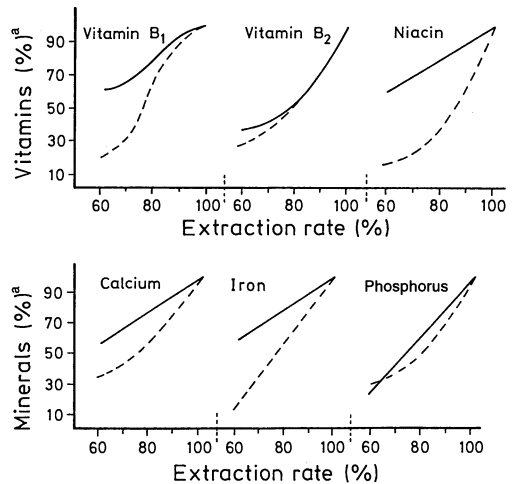 Vitamin B1 Vitamin B2 Niacin
Vitamins (%)a
90
70
50
30
10
60 80 100 60 80 100 60 80 100
Extraction rate (%)
Calcium Iron Phosphorus
Minerals (%)a
90
70
50
30
10
60 80 100 60 80 100 60 80 100
Extraction rate (%)